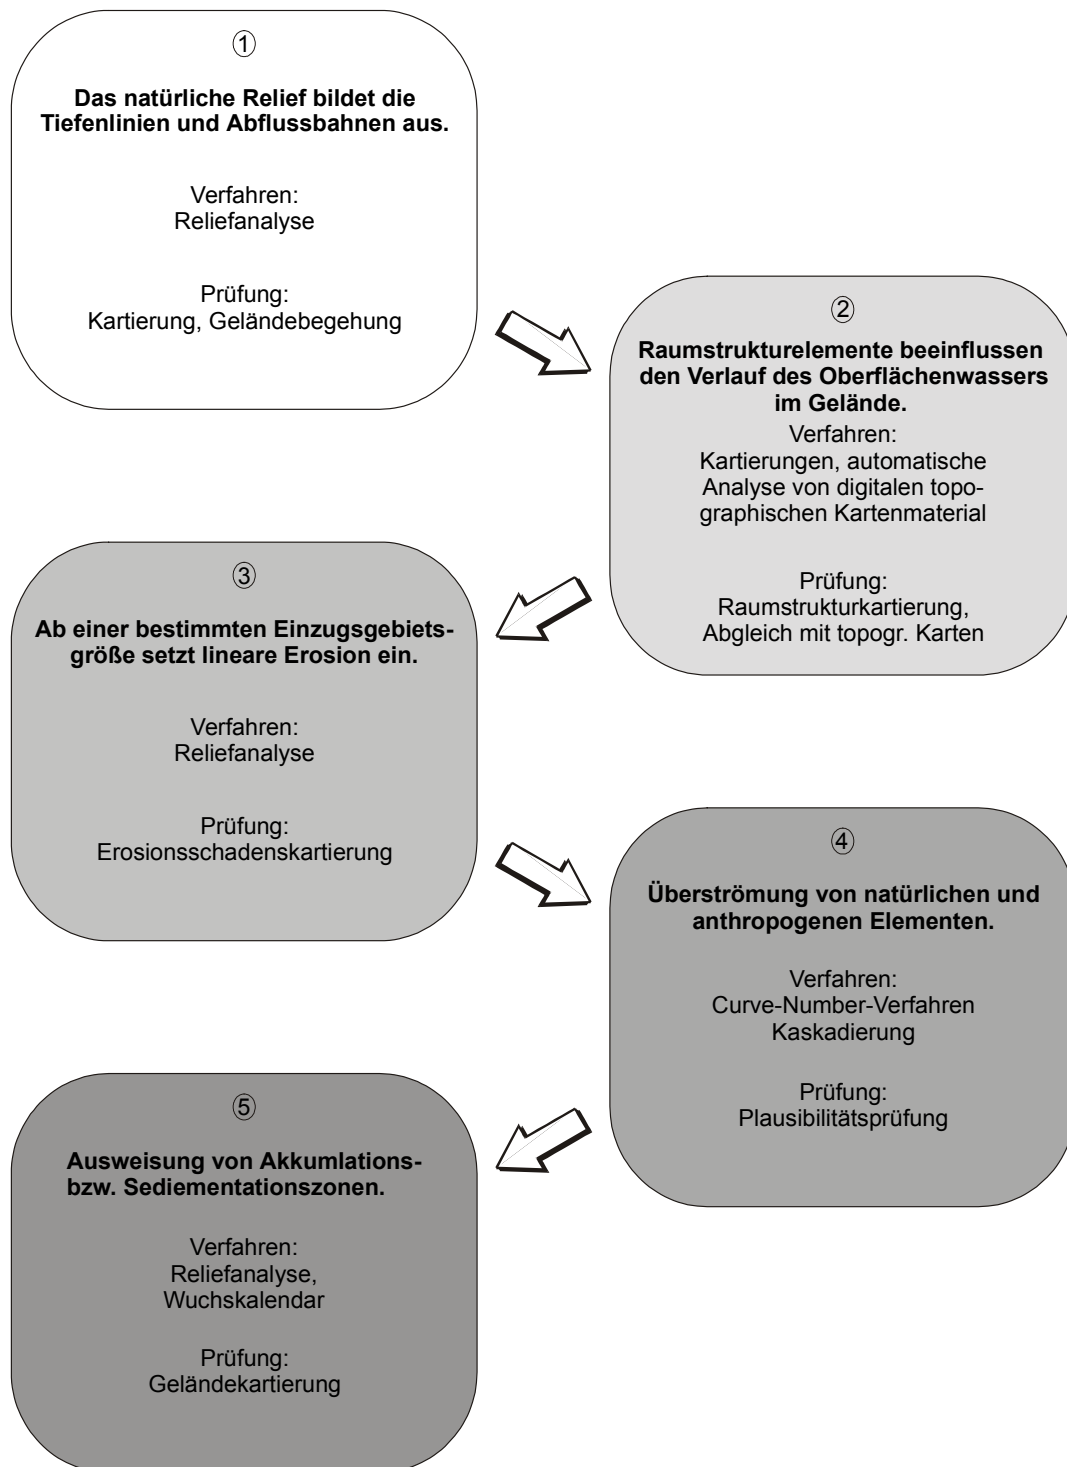 ①
Das natürliche Relief bildet die
Tiefenlinien und Abflussbahnen aus.
Verfahren:
Reliefanalyse
Prüfung:
Kartierung, Geländebegehung
②
Raumstrukturelemente beeinflussen
den Verlauf des Oberflächenwassers
im Gelände.
Verfahren:
Kartierungen, automatische
Analyse von digitalen topo-
graphischen Kartenmaterial
Prüfung:
Raumstrukturkartierung,
Abgleich mit topogr. Karten
③
Ab einer bestimmten Einzugsgebiets-
größe setzt lineare Erosion ein.
Verfahren:
Reliefanalyse
Prüfung:
Erosionsschadenskartierung
④
Überströmung von natürlichen und
anthropogenen Elementen.
Verfahren:
Curve-Number-Verfahren
Kaskadierung
Prüfung:
Plausibilitätsprüfung
⑤
Ausweisung von Akkumlations-
bzw. Sediementationszonen.
Verfahren:
Reliefanalyse,
Wuchskalendar
Prüfung:
Geländekartierung